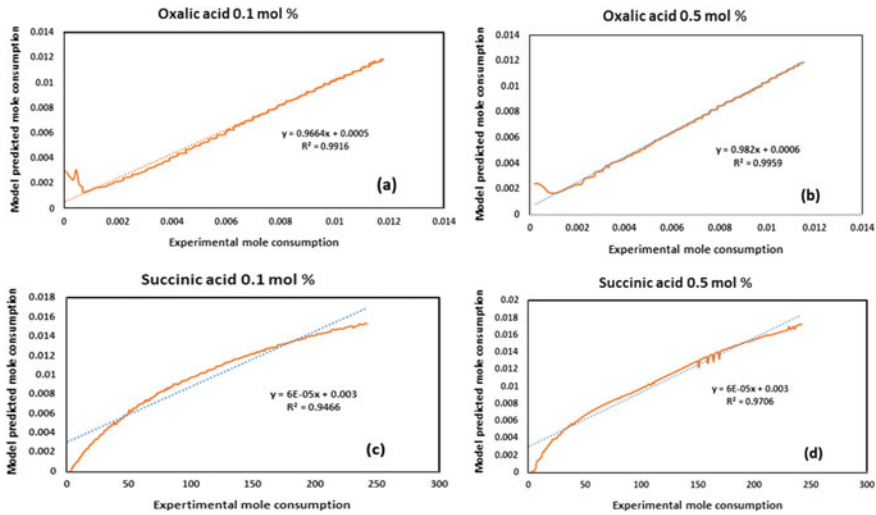 Oxalic acid 0.1 mol %
Model predicted mole consumption
0.014
0.012
0.01
0.008
0.006
0.004
0.002
0
y = 0.9664x + 0.0005
R² = 0.9916
(a)
0 0.002 0.004 0.006 0.008 0.01 0.012 0.014
Experimental mole consumption
Oxalic acid 0.5 mol %
Model predicted mole consumption
0.014
0.012
0.01
0.008
0.006
0.004
0.002
0
y = 0.982x + 0.0006
R² = 0.9959
(b)
0 0.002 0.004 0.006 0.008 0.01 0.012 0.014
Experimental mole consumption
Succinic acid 0.1 mol %
Model predicted mole consumption
0.018
0.016
0.014
0.012
0.01
0.008
0.006
0.004
0.002
0
y = 6E-05x + 0.003
R² = 0.9466
(c)
0 50 100 150 200 250 300
Expertimental mole consumption
Succinic acid 0.5 mol %
Model predicted mole consumption
0.02
0.018
0.016
0.014
0.012
0.01
0.008
0.006
0.004
0.002
0
y = 6E-05x + 0.003
R² = 0.9706
(d)
0 50 100 150 200 250 300
Experimental mole consumption